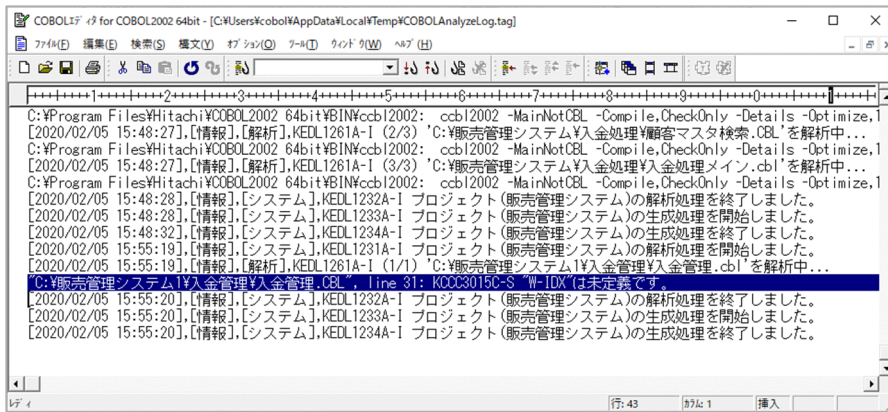 COBOLｴﾃﾞｨﾀ for COBOL2002 64bit - [C:¥Users¥cobol¥AppData¥Local¥Temp¥COBOLAnalyzeLog.tag]
ﾌｧｲﾙ(F) 編集(E) 検索(S) 構文(Y) ｵﾌﾟｼｮﾝ(O) ﾂｰﾙ(T) ｳｨﾝﾄﾞｳ(W) ﾍﾙﾌﾟ(H)
C:¥Program Files¥Hitachi¥COBOL2002 64bit¥BIN¥ccbl2002: ccbl2002 -MainNotCBL -Compile,CheckOnly -Details -Optimize,1
[2020/02/05 15:48:27],[情報],[解析],KEDL1261A-I (2/3) 'C:¥販売管理システム¥入金処理¥顧客マスタ検索.CBL'を解析中...
C:¥Program Files¥Hitachi¥COBOL2002 64bit¥BIN¥ccbl2002: ccbl2002 -MainNotCBL -Compile,CheckOnly -Details -Optimize,1
[2020/02/05 15:48:27],[情報],[解析],KEDL1261A-I (3/3) 'C:¥販売管理システム¥入金処理¥入金処理メイン.cbl'を解析中...
C:¥Program Files¥Hitachi¥COBOL2002 64bit¥BIN¥ccbl2002: ccbl2002 -MainNotCBL -Compile,CheckOnly -Details -Optimize,1
[2020/02/05 15:48:28],[情報],[システム],KEDL1232A-I プロジェクト(販売管理システム)の解析処理を終了しました。
[2020/02/05 15:48:28],[情報],[システム],KEDL1233A-I プロジェクト(販売管理システム)の生成処理を開始しました。
[2020/02/05 15:48:32],[情報],[システム],KEDL1234A-I プロジェクト(販売管理システム)の生成処理を終了しました。
[2020/02/05 15:55:19],[情報],[システム],KEDL1231A-I プロジェクト(販売管理システム)の解析処理を開始しました。
[2020/02/05 15:55:19],[情報],[解析],KEDL1261A-I (1/1) 'C:¥販売管理システム1¥入金管理¥入金管理.cbl'を解析中...
"C:¥販売管理システム1¥入金管理¥入金管理.CBL", line 31: KCCC3015C-S "W-IDX"は未定義です。
[2020/02/05 15:55:20],[情報],[システム],KEDL1232A-I プロジェクト(販売管理システム)の解析処理を終了しました。
[2020/02/05 15:55:20],[情報],[システム],KEDL1233A-I プロジェクト(販売管理システム)の生成処理を開始しました。
[2020/02/05 15:55:20],[情報],[システム],KEDL1234A-I プロジェクト(販売管理システム)の生成処理を終了しました。
ﾚﾃﾞｨ 行: 43 ｶﾗﾑ: 1 挿入